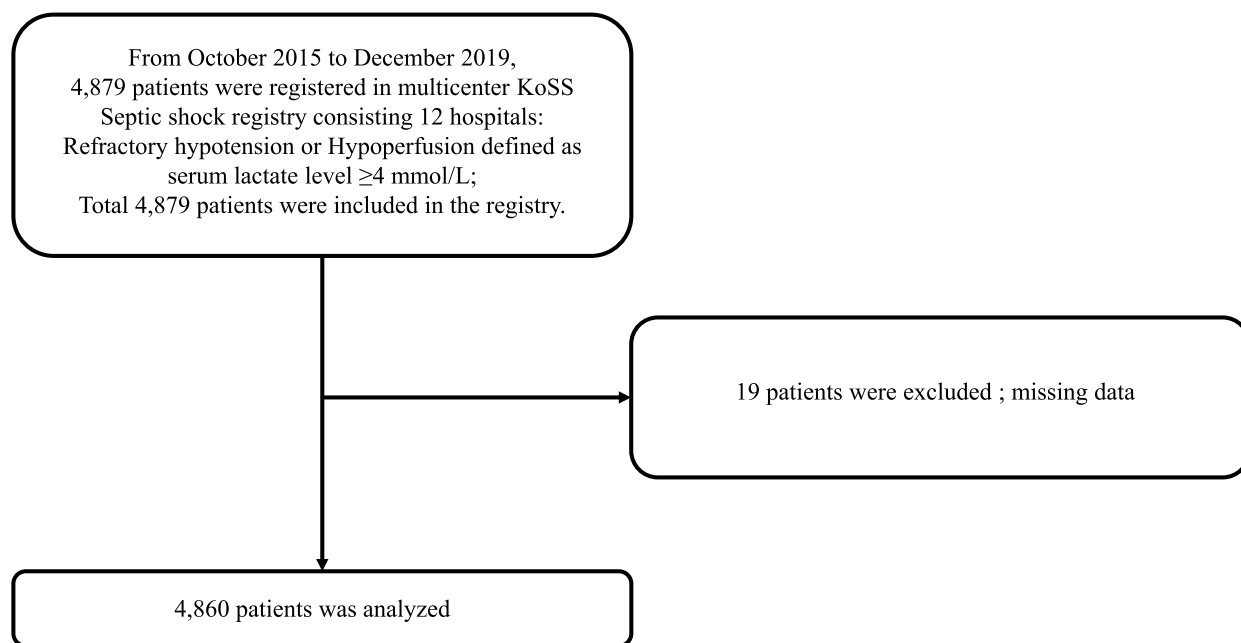 From October 2015 to December 2019,
4,879 patients were registered in multicenter KoSS
Septic shock registry consisting 12 hospitals:
Refractory hypotension or Hypoperfusion defined as
serum lactate level ≥4 mmol/L;
Total 4,879 patients were included in the registry.
19 patients were excluded ; missing data
4,860 patients was analyzed